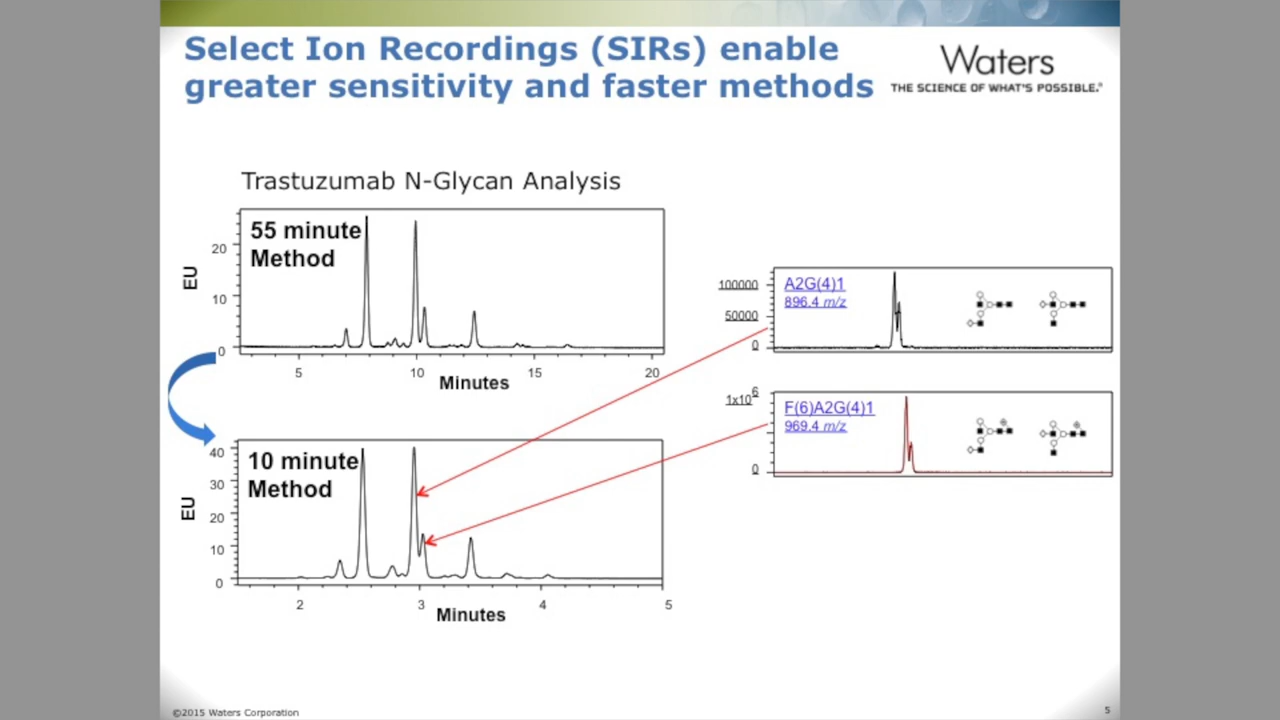 Select Ion Recordings (SIRs) enable
greater sensitivity and faster methods
Waters
THE SCIENCE OF WHAT'S POSSIBLE.®
Trastuzumab N-Glycan Analysis
55 minute
Method
EU
20
10
0
5 10 15 20
Minutes
10 minute
Method
EU
40
30
20
10
0
2 3 4 5
Minutes
100000
50000
0
A2G(4)1
896.4 m/z
1x10⁶
0
F(6)A2G(4)1
969.4 m/z
©2015 Waters Corporation
5